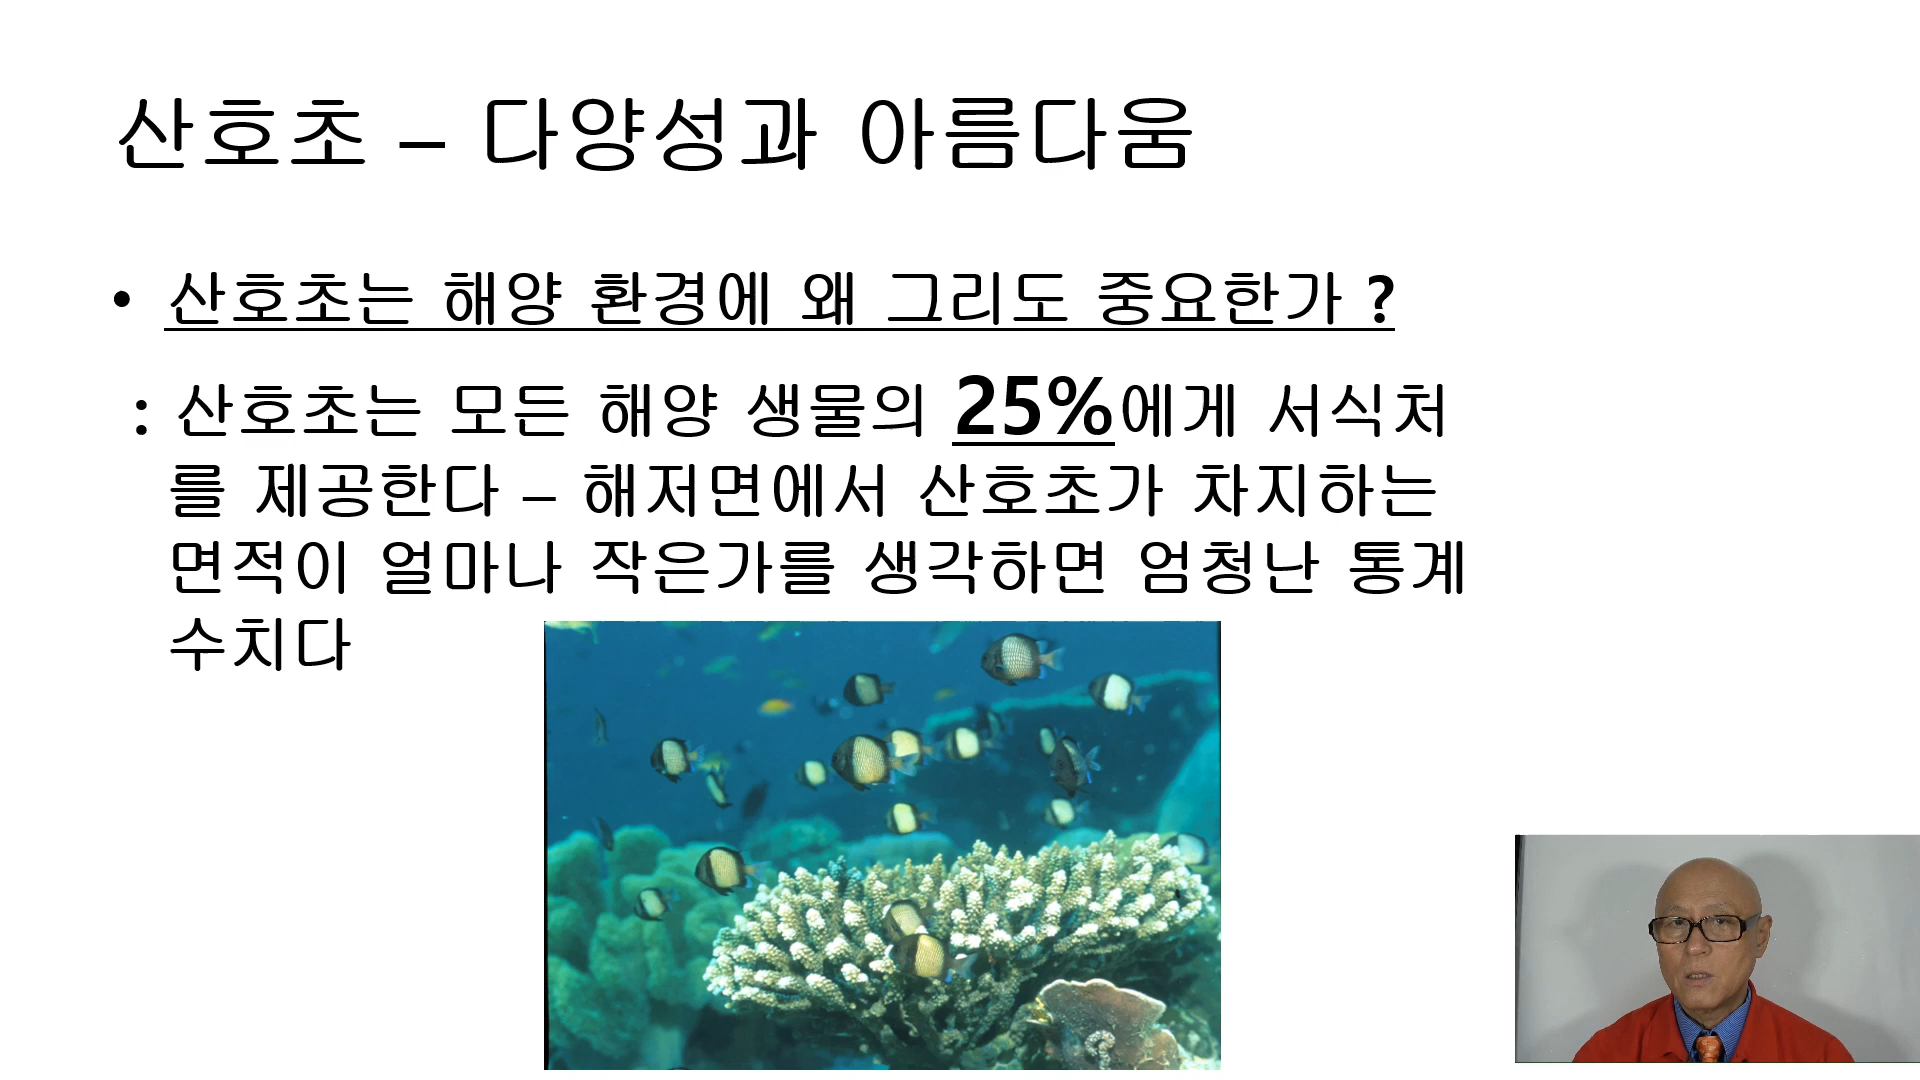 산호초 – 다양성과 아름다움
• 산호초는 해양 환경에 왜 그리도 중요한가 ?
: 산호초는 모든 해양 생물의 25%에게 서식처
를 제공한다 – 해저면에서 산호초가 차지하는
면적이 얼마나 작은가를 생각하면 엄청난 통계
수치다